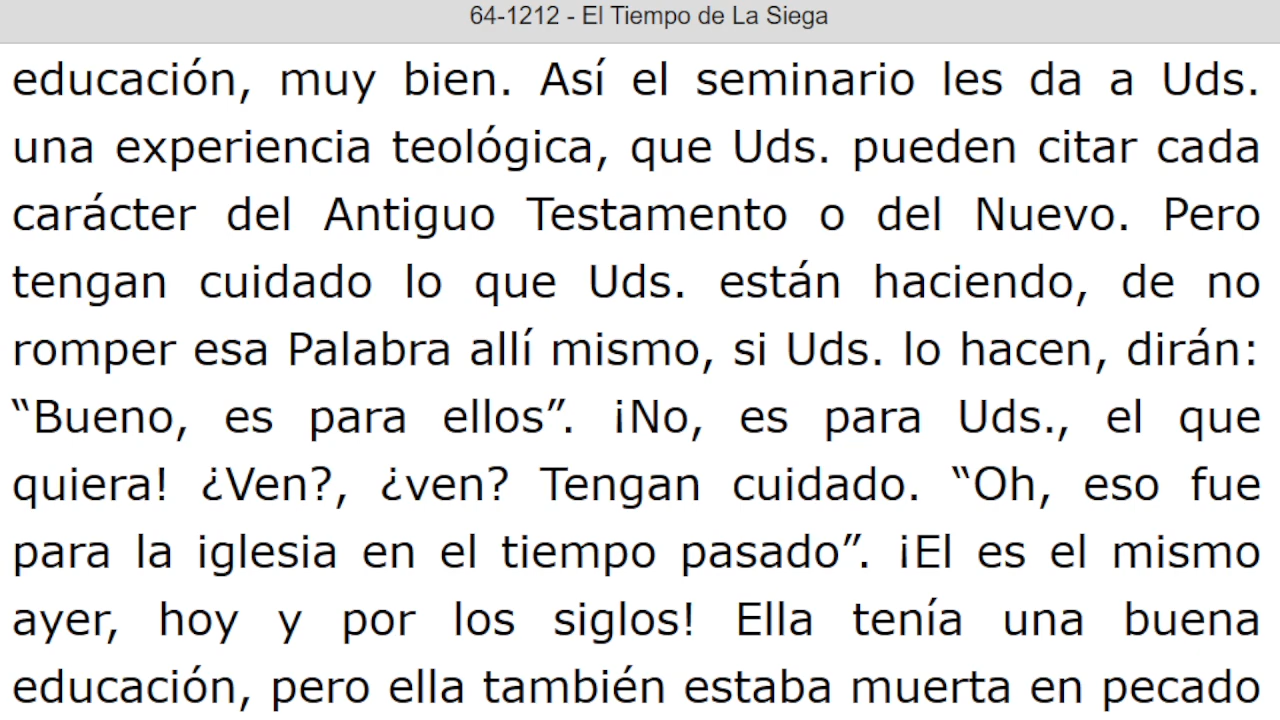 64-1212 - El Tiempo de La Siega
educación, muy bien. Así el seminario les da a Uds.
una experiencia teológica, que Uds. pueden citar cada
carácter del Antiguo Testamento o del Nuevo. Pero
tengan cuidado lo que Uds. están haciendo, de no
romper esa Palabra allí mismo, si Uds. lo hacen, dirán:
“Bueno, es para ellos”. ¡No, es para Uds., el que
quiera! ¿Ven?, ¿ven? Tengan cuidado. “Oh, eso fue
para la iglesia en el tiempo pasado”. ¡El es el mismo
ayer, hoy y por los siglos! Ella tenía una buena
educación, pero ella también estaba muerta en pecado